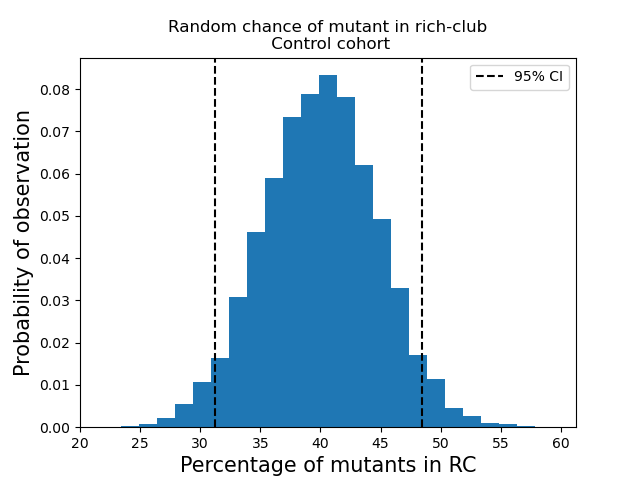 Random chance of mutant in rich-club
Control cohort
95% CI
Probability of observation
0.08
0.07
0.06
0.05
0.04
0.03
0.02
0.01
0.00
20 25 30 35 40 45 50 55 60
Percentage of mutants in RC